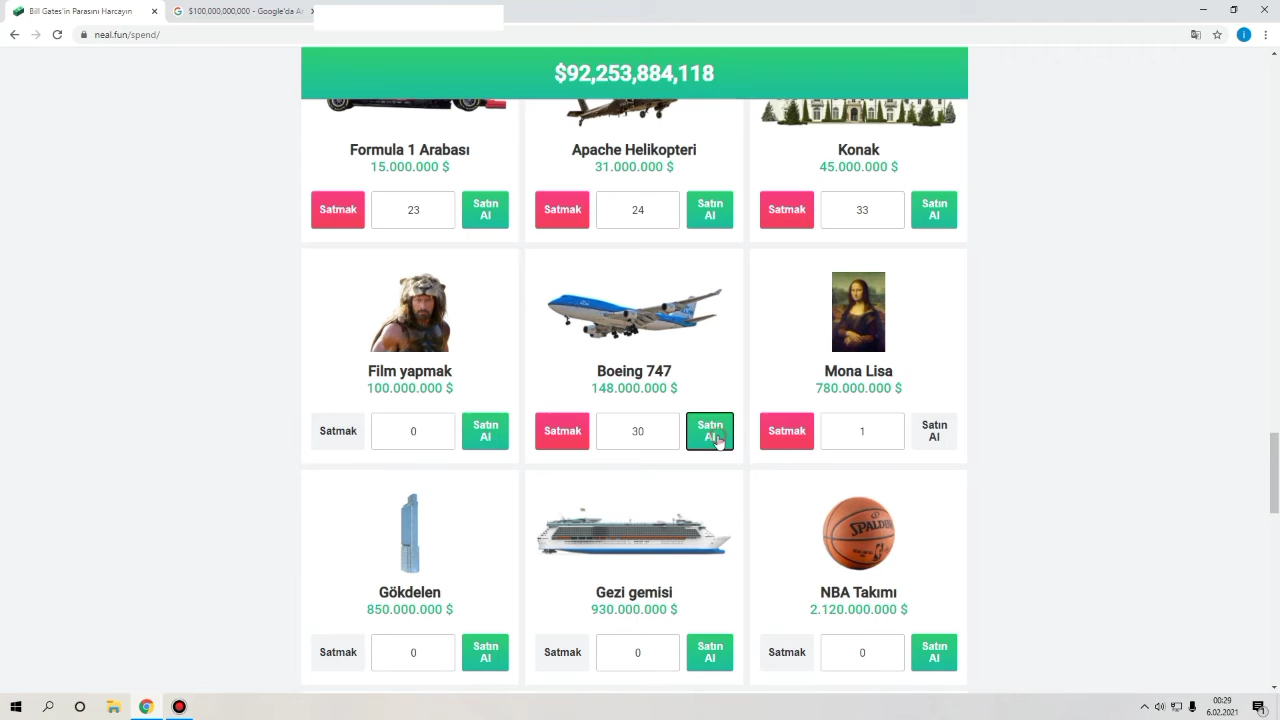 Bill Gates'in Parasını Harcayın
$100,000,000,000 - Google'da Ar
neal.fun/spend/
$92,253,884,118
Formula 1 Arabası
15.000.000 $
Satmak 23 Satın Al
Apache Helikopteri
31.000.000 $
Satmak 24 Satın Al
Konak
45.000.000 $
Satmak 33 Satın Al
Film yapmak
100.000.000 $
Satmak 0 Satın Al
Boeing 747
148.000.000 $
Satmak 30 Satın Al
Mona Lisa
780.000.000 $
Satmak 1 Satın Al
Gökdelen
850.000.000 $
Satmak 0 Satın Al
Gezi gemisi
930.000.000 $
Satmak 0 Satın Al
SPALDING
NBA Takımı
2.120.000.000 $
Satmak 0 Satın Al
00:29
6.02.2021